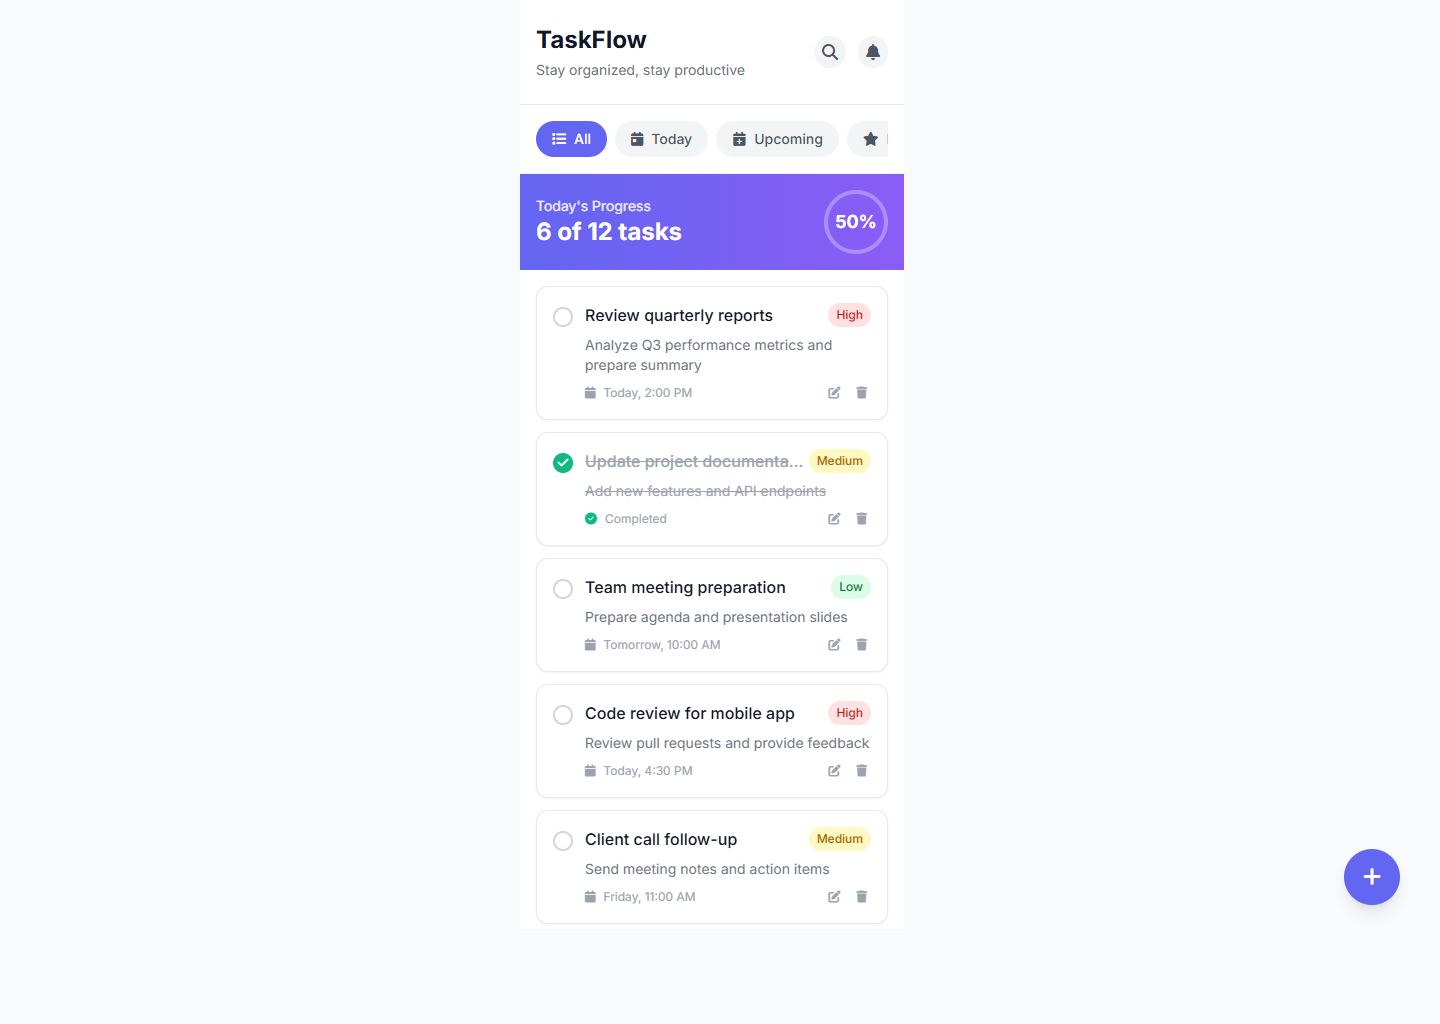 TaskFlow
Stay organized, stay productive
All
Today
Upcoming
Today's Progress
6 of 12 tasks
50%
Review quarterly reports
High
Analyze Q3 performance metrics and
prepare summary
Today, 2:00 PM
Update project documenta...
Medium
Add new features and API endpoints
Completed
Team meeting preparation
Low
Prepare agenda and presentation slides
Tomorrow, 10:00 AM
Code review for mobile app
High
Review pull requests and provide feedback
Today, 4:30 PM
Client call follow-up
Medium
Send meeting notes and action items
Friday, 11:00 AM